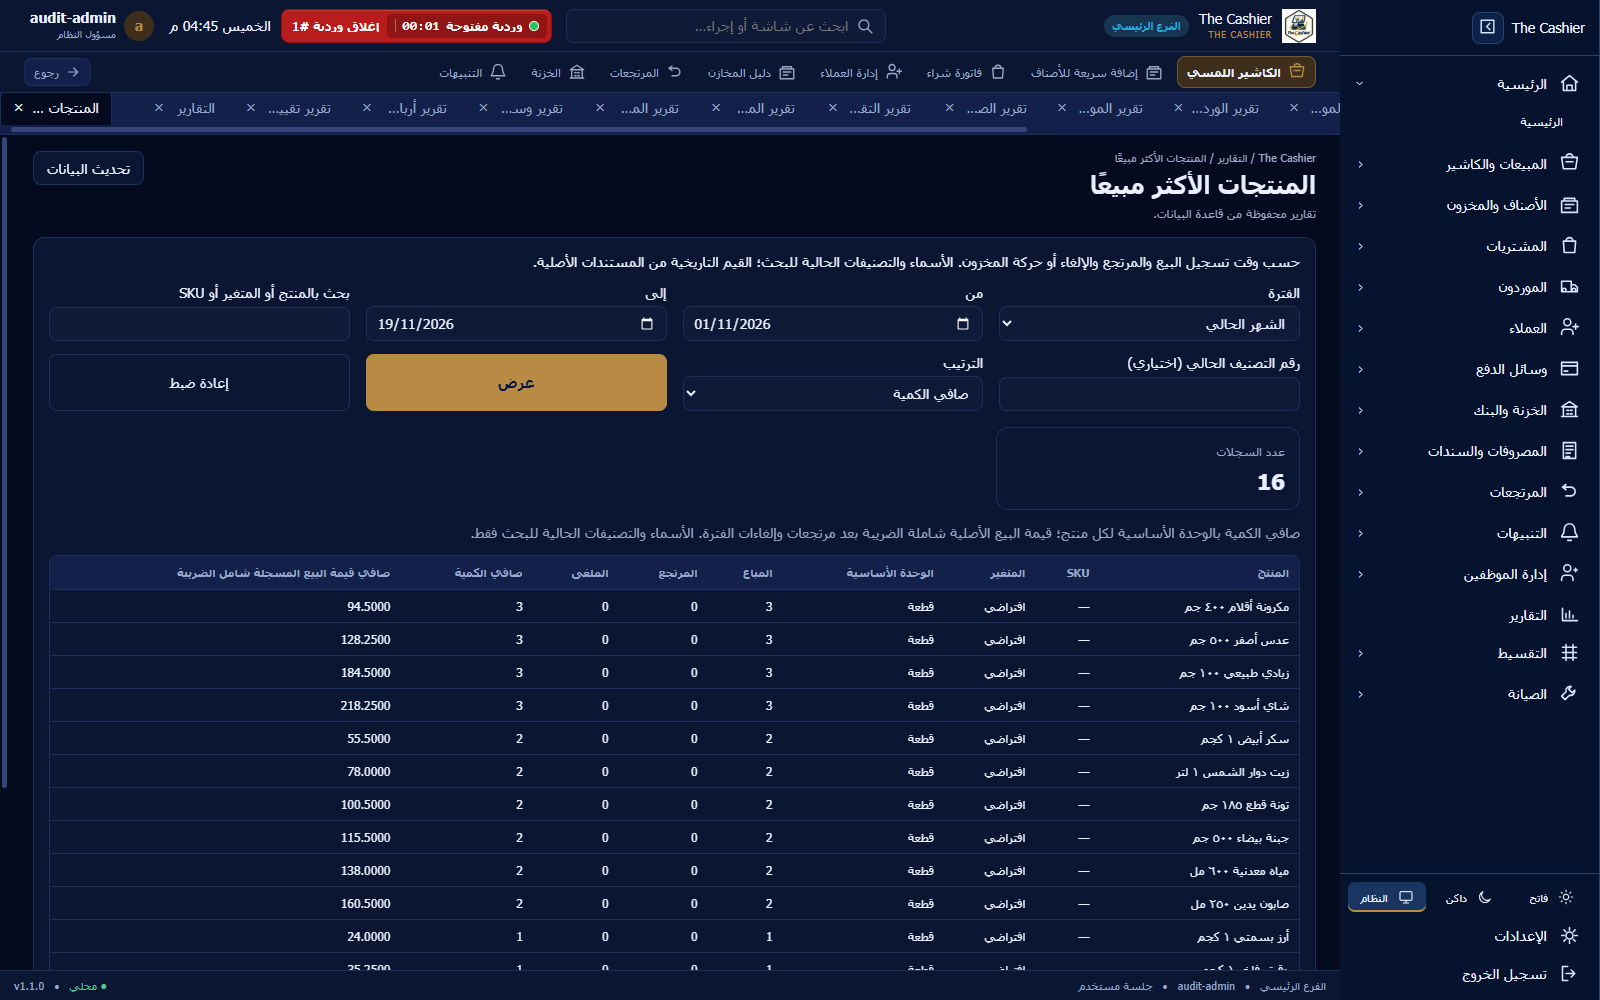 The Cashier
الرئيسية
الرئيسية
المبيعات والكاشير
الأصناف والمخزون
المشتريات
الموردون
العملاء
وسائل الدفع
الخزنة والبنك
المصروفات والسندات
المرتجعات
التنبيهات
إدارة الموظفين
التقارير
التقسيط
الصيانة
فاتح
داكن
النظام
الإعدادات
تسجيل الخروج
The Cashier
THE CASHIER
الفرع الرئيسي
ابحث عن شاشة أو إجراء...
وردية مفتوحة 00:01 | إغلاق وردية #1
الخميس 04:45 م
a
audit-admin
مسؤول النظام
الكاشير اللمسي
إضافة سريعة للأصناف
فاتورة شراء
إدارة العملاء
دليل المخازن
المرتجعات
الخزنة
التنبيهات
رجوع
المو...
تقرير الورد...
تقرير المو...
تقرير الص...
تقرير التق...
تقرير المـ...
تقرير المـ...
تقرير وسـ...
تقرير أربا...
تقرير تقييـ...
التقارير
المنتجات ...
The Cashier / التقارير / المنتجات الأكثر مبيعًا
المنتجات الأكثر مبيعًا
تقارير محفوظة من قاعدة البيانات.
تحديث البيانات
حسب وقت تسجيل البيع والمرتجع والإلغاء أو حركة المخزون. الأسماء والتصنيفات الحالية للبحث؛ القيم التاريخية من المستندات الأصلية.
الفترة
من
إلى
بحث بالمنتج أو المتغير أو SKU
الشهر الحالي
01/11/2026
19/11/2026
رقم التصنيف الحالي (اختياري)
الترتيب
صافي الكمية
عرض
إعادة ضبط
عدد السجلات
16
صافي الكمية بالوحدة الأساسية لكل منتج؛ قيمة البيع الأصلية شاملة الضريبة بعد مرتجعات وإلغاءات الفترة. الأسماء والتصنيفات الحالية للبحث فقط.
المنتج SKU المتغير الوحدة الأساسية المباع المرتجع الملغى صافي الكمية صافي قيمة البيع المسجلة شامل الضريبة
مكرونة أقلام ٤٠٠ جم — افتراضي قطعة 3 0 0 3 94.5000
عدس أصفر ٥٠٠ جم — افتراضي قطعة 3 0 0 3 128.2500
زبادي طبيعي ١٠٠ جم — افتراضي قطعة 3 0 0 3 184.5000
شاي أسود ١٠٠ جم — افتراضي قطعة 3 0 0 3 218.2500
سكر أبيض ١ كجم — افتراضي قطعة 2 0 0 2 55.5000
زيت دوار الشمس ١ لتر — افتراضي قطعة 2 0 0 2 78.0000
تونة قطع ١٨٥ جم — افتراضي قطعة 2 0 0 2 100.5000
جبنة بيضاء ٥٠٠ جم — افتراضي قطعة 2 0 0 2 115.5000
مياه معدنية ٦٠٠ مل — افتراضي قطعة 2 0 0 2 138.0000
صابون يدين ٢٥٠ مل — افتراضي قطعة 2 0 0 2 160.5000
أرز بسمتي ١ كجم — افتراضي قطعة 1 0 0 1 24.0000
الفرع الرئيسي • audit-admin • جلسة مستخدم
محلي • v1.1.0